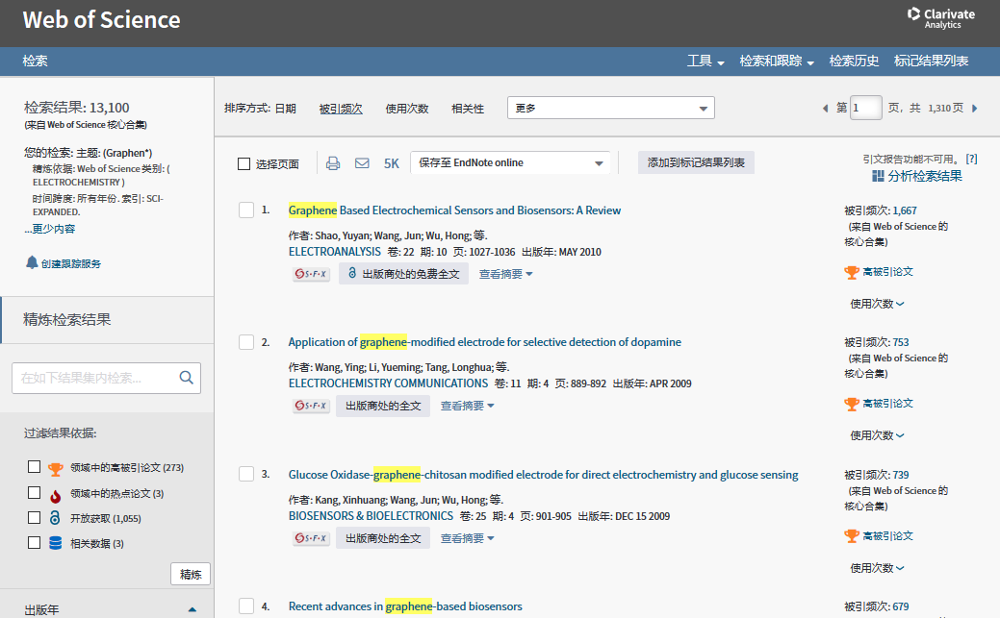 Web of Science
Clarivate
Analytics
检索
工具 检索和跟踪 检索历史 标记结果列表
检索结果: 13,100
(来自 Web of Science 核心合集)
您的检索: 主题: (Graphen*)
精炼依据: Web of Science 类别: (
ELECTROCHEMISTRY )
时间跨度: 所有年份. 索引: SCI-
EXPANDED.
...更少内容
创建跟踪服务
精炼检索结果
在如下结果集内检索...
过滤结果依据:
领域中的高被引论文 (273)
领域中的热点论文 (3)
开放获取 (1,055)
相关数据 (3)
精炼
出版年
排序方式: 日期 被引频次 使用次数 相关性 更多
第 1 页, 共 1,310 页
选择页面 5K 保存至 EndNote online 添加到标记结果列表
引文报告功能不可用。 [?]
分析检索结果
1. Graphene Based Electrochemical Sensors and Biosensors: A Review
作者: Shao, Yuyan; Wang, Jun; Wu, Hong; 等.
ELECTROANALYSIS 卷: 22 期: 10 页: 1027-1036 出版年: MAY 2010
S·F·X 出版商处的免费全文 查看摘要
被引频次: 1,667
(来自 Web of Science 的
核心合集)
高被引论文
使用次数
2. Application of graphene-modified electrode for selective detection of dopamine
作者: Wang, Ying; Li, Yueming; Tang, Longhua; 等.
ELECTROCHEMISTRY COMMUNICATIONS 卷: 11 期: 4 页: 889-892 出版年: APR 2009
S·F·X 出版商处的全文 查看摘要
被引频次: 753
(来自 Web of Science 的
核心合集)
高被引论文
使用次数
3. Glucose Oxidase-graphene-chitosan modified electrode for direct electrochemistry and glucose sensing
作者: Kang, Xinhuang; Wang, Jun; Wu, Hong; 等.
BIOSENSORS & BIOELECTRONICS 卷: 25 期: 4 页: 901-905 出版年: DEC 15 2009
S·F·X 出版商处的全文 查看摘要
被引频次: 739
(来自 Web of Science 的
核心合集)
高被引论文
使用次数
4. Recent advances in graphene-based biosensors
被引频次: 679